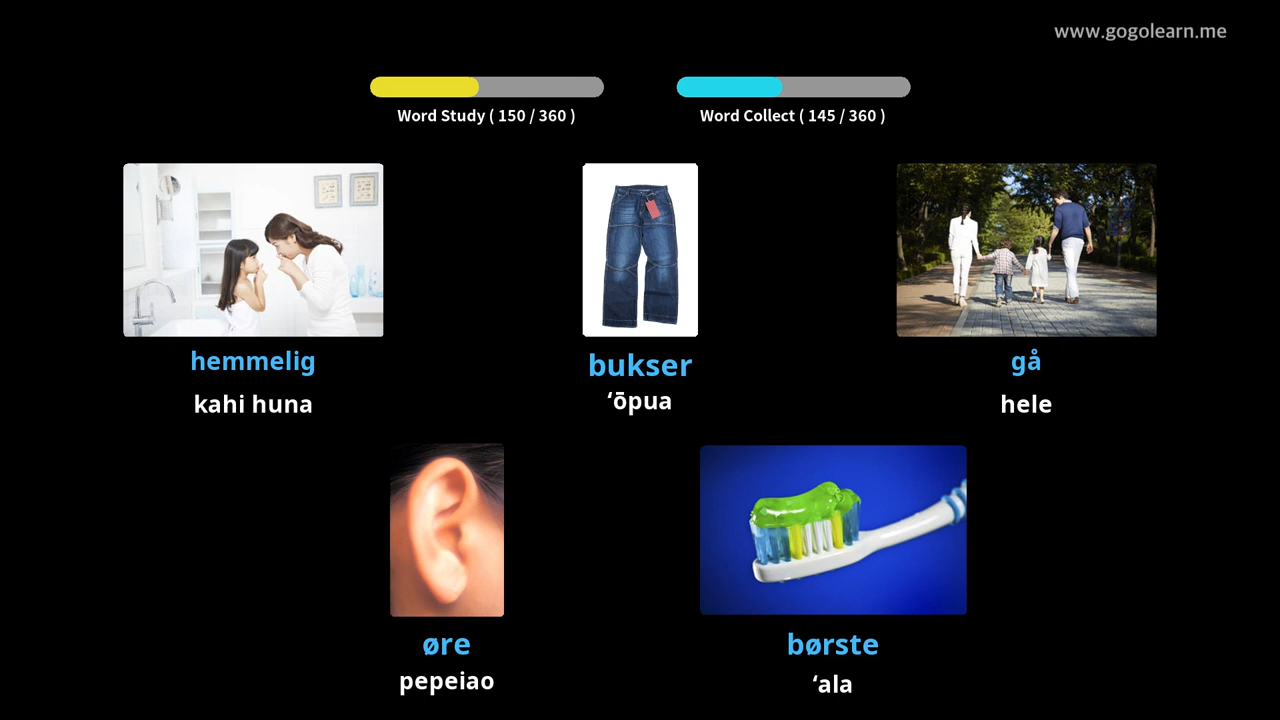 www.gogolearn.me
Word Study ( 150 / 360 )
Word Collect ( 145 / 360 )
hemmelig
kahi huna
bukser
ʻōpua
gå
hele
øre
pepeiao
børste
ʻala